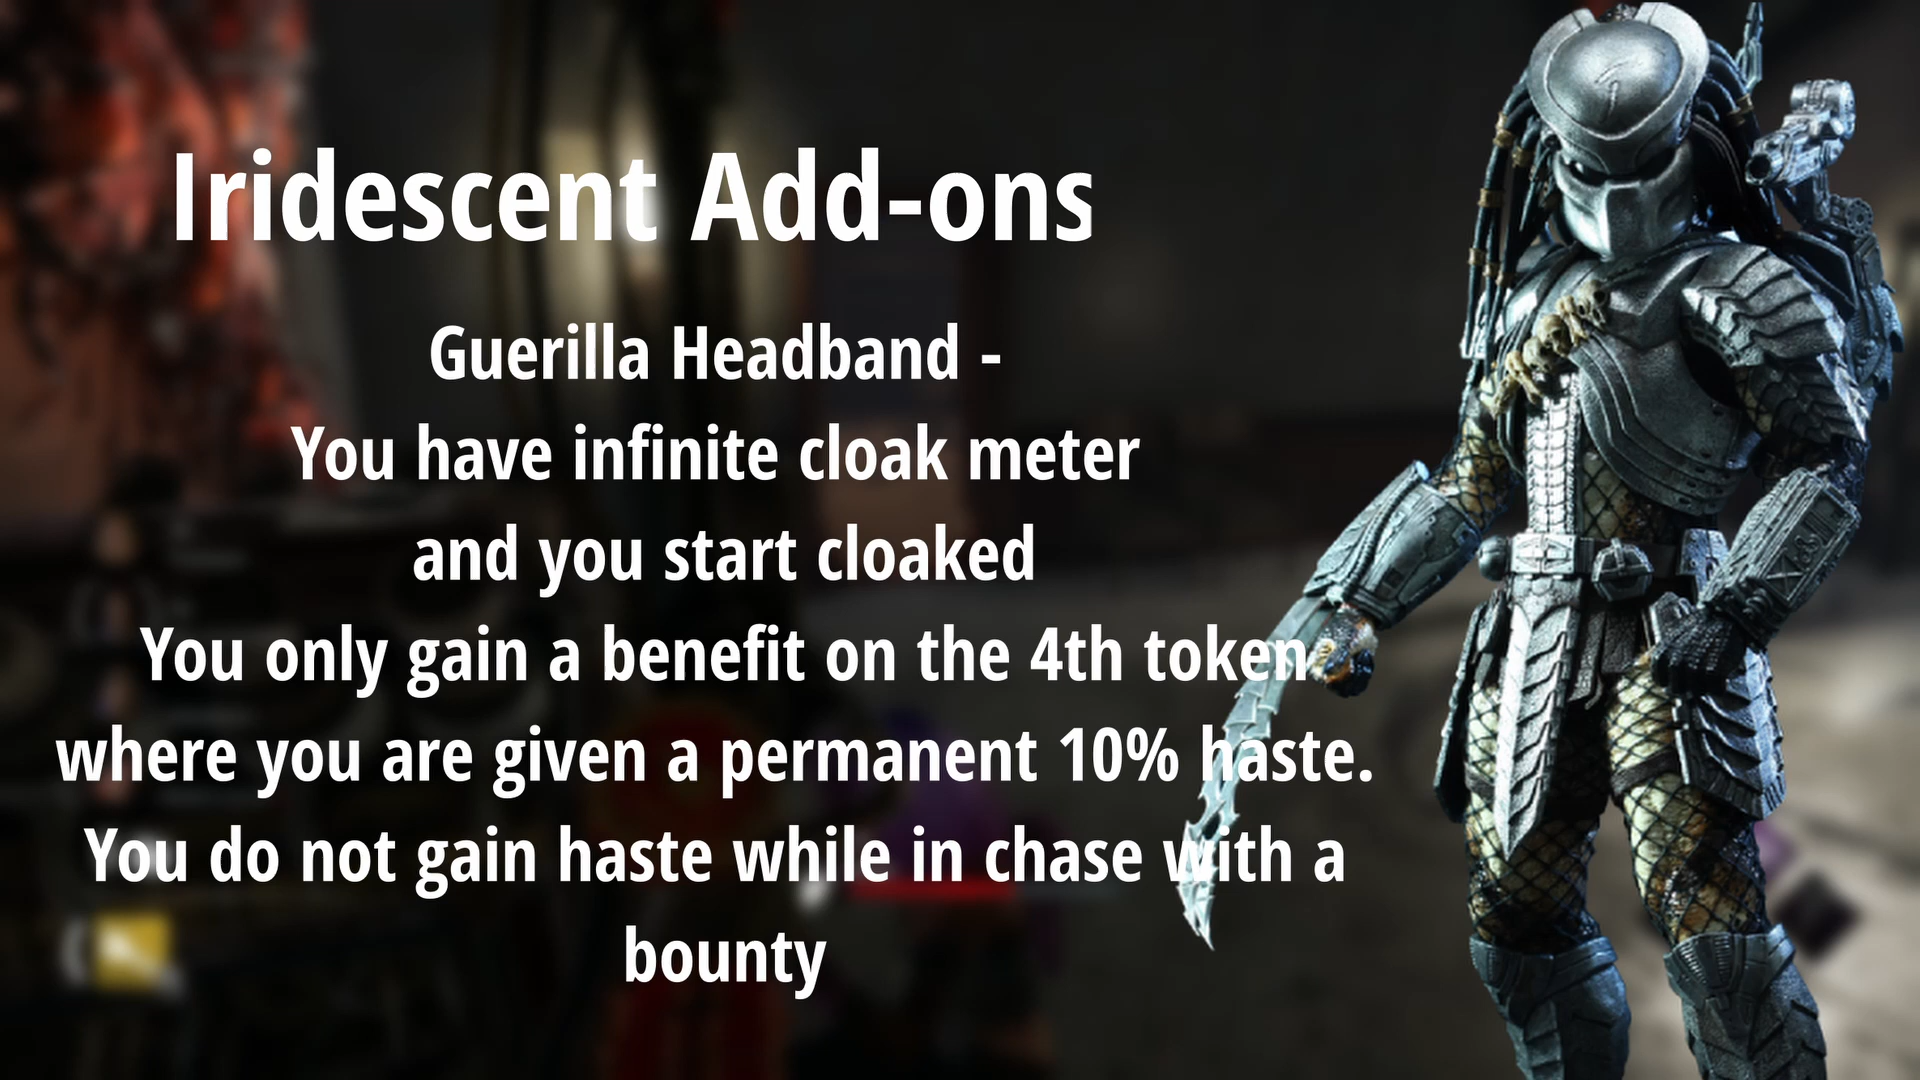 Iridescent Add-ons
Guerilla Headband -
You have infinite cloak meter
and you start cloaked
You only gain a benefit on the 4th token
where you are given a permanent 10% haste.
You do not gain haste while in chase with a
bounty